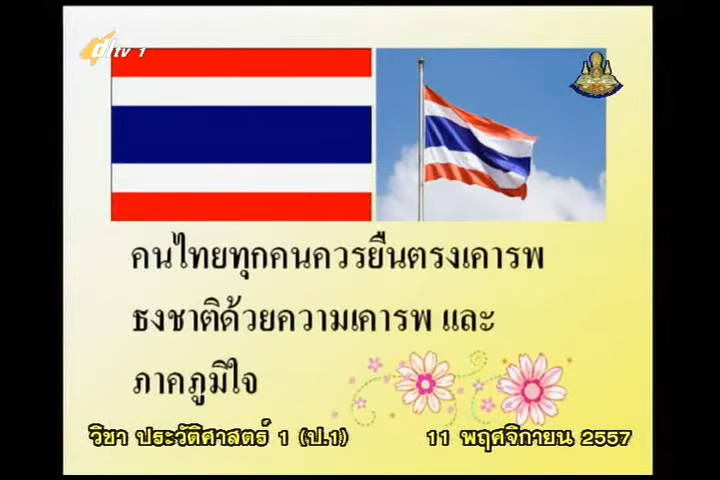 dltv 1
คนไทยทุกคนควรยืนตรงเคารพ
ธงชาติด้วยความเคารพ และ
ภาคภูมิใจ
วิชา ประวัติศาสตร์ 1 (ป.1)
11 พฤศจิกายน 2557